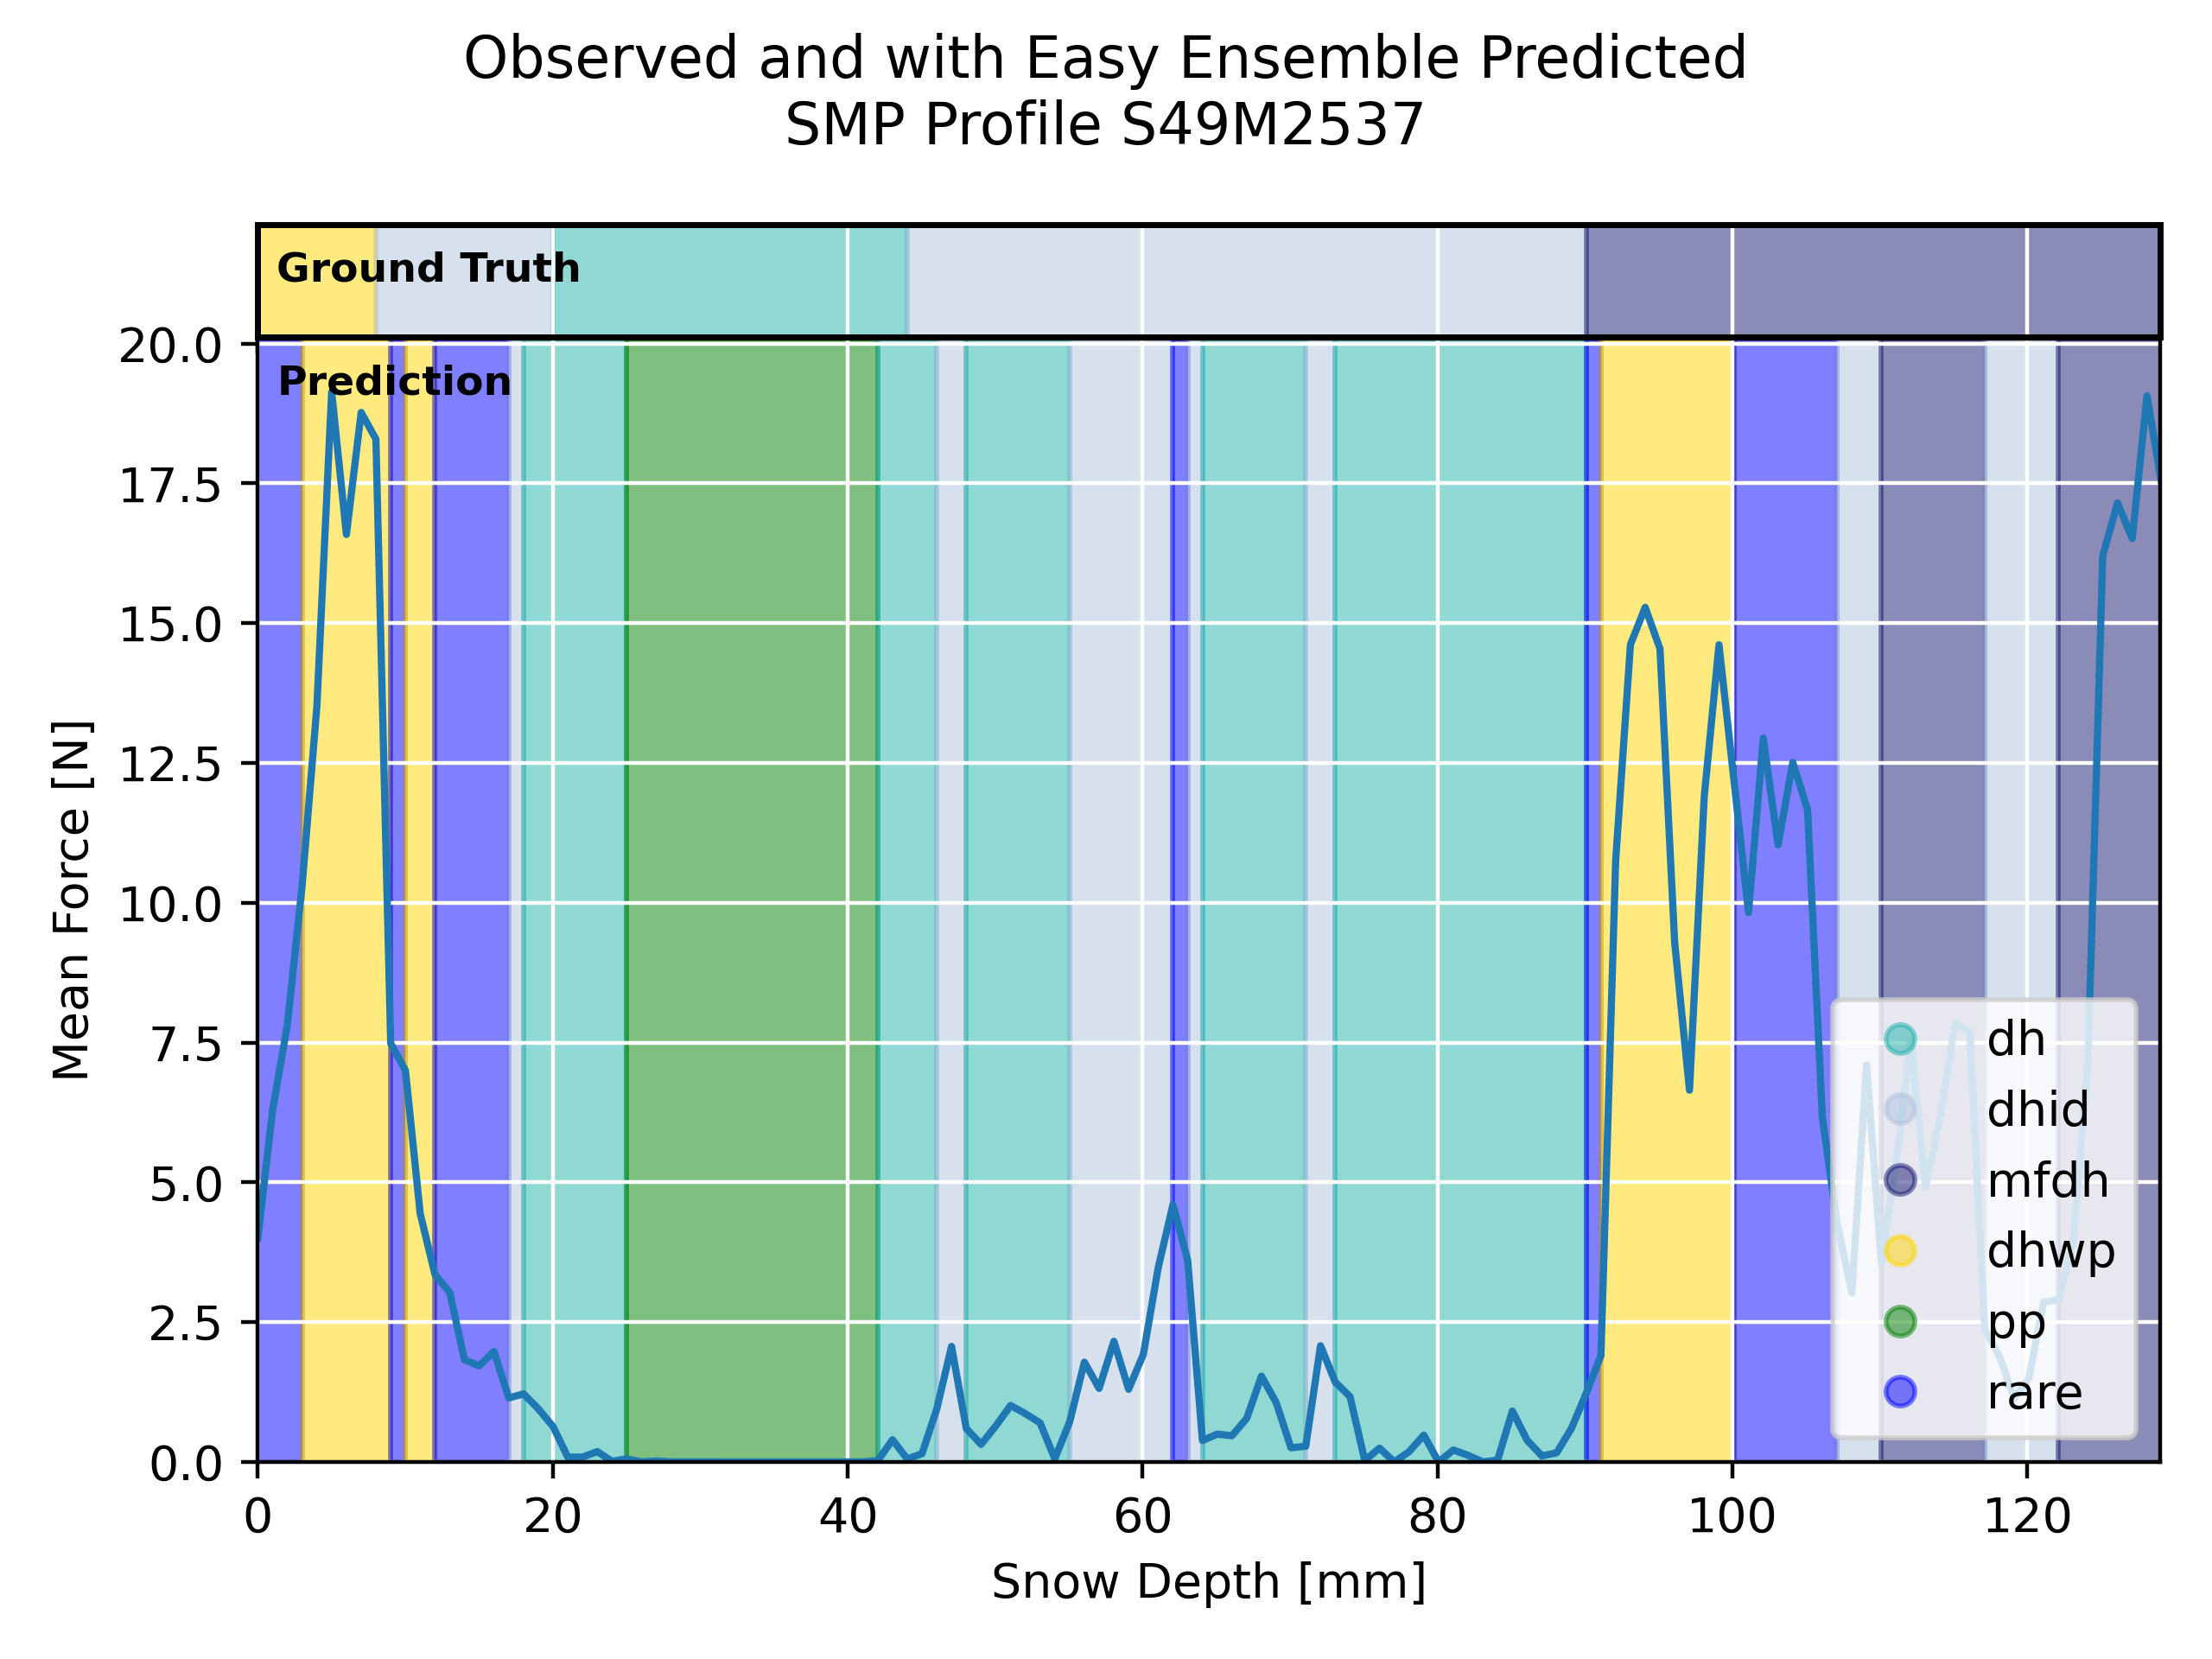 Observed and with Easy Ensemble Predicted
SMP Profile S49M2537
Ground Truth
Prediction
20.0
17.5
15.0
12.5
10.0
7.5
5.0
2.5
0.0
Mean Force [N]
dh
dhid
mfdh
dhwp
pp
rare
0 20 40 60 80 100 120
Snow Depth [mm]